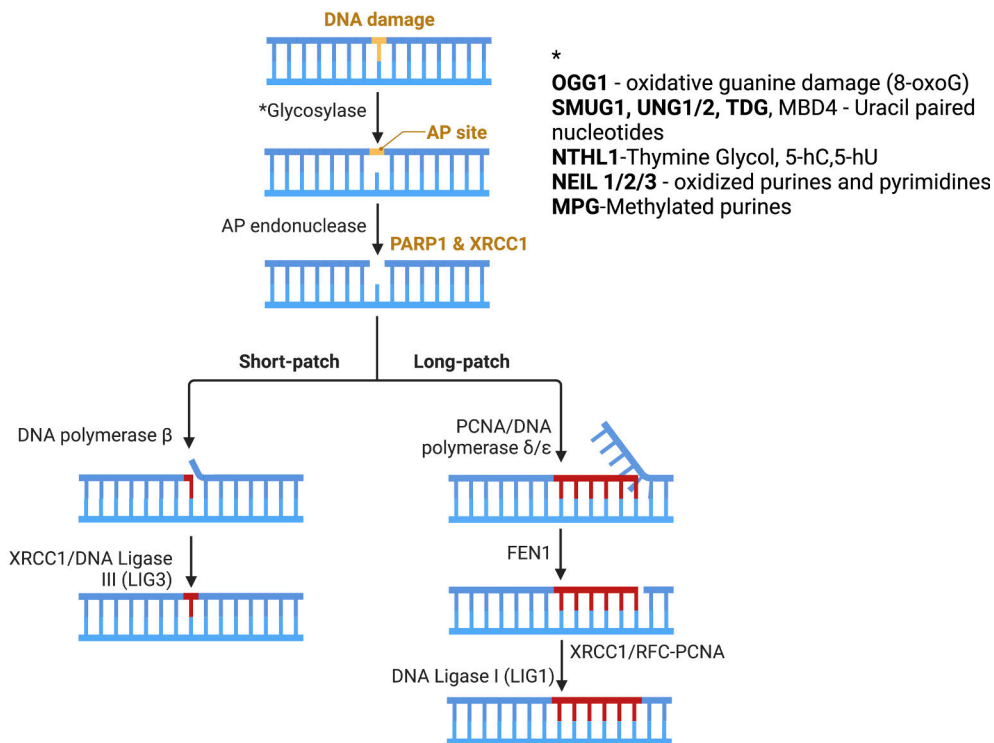 DNA damage
*Glycosylase
AP site
AP endonuclease
PARP1 & XRCC1
*
OGG1 - oxidative guanine damage (8-oxoG)
SMUG1, UNG1/2, TDG, MBD4 - Uracil paired
nucleotides
NTHL1-Thymine Glycol, 5-hC,5-hU
NEIL 1/2/3 - oxidized purines and pyrimidines
MPG-Methylated purines
Short-patch
Long-patch
DNA polymerase β
XRCC1/DNA Ligase
III (LIG3)
PCNA/DNA
polymerase δ/ε
FEN1
XRCC1/RFC-PCNA
DNA Ligase I (LIG1)